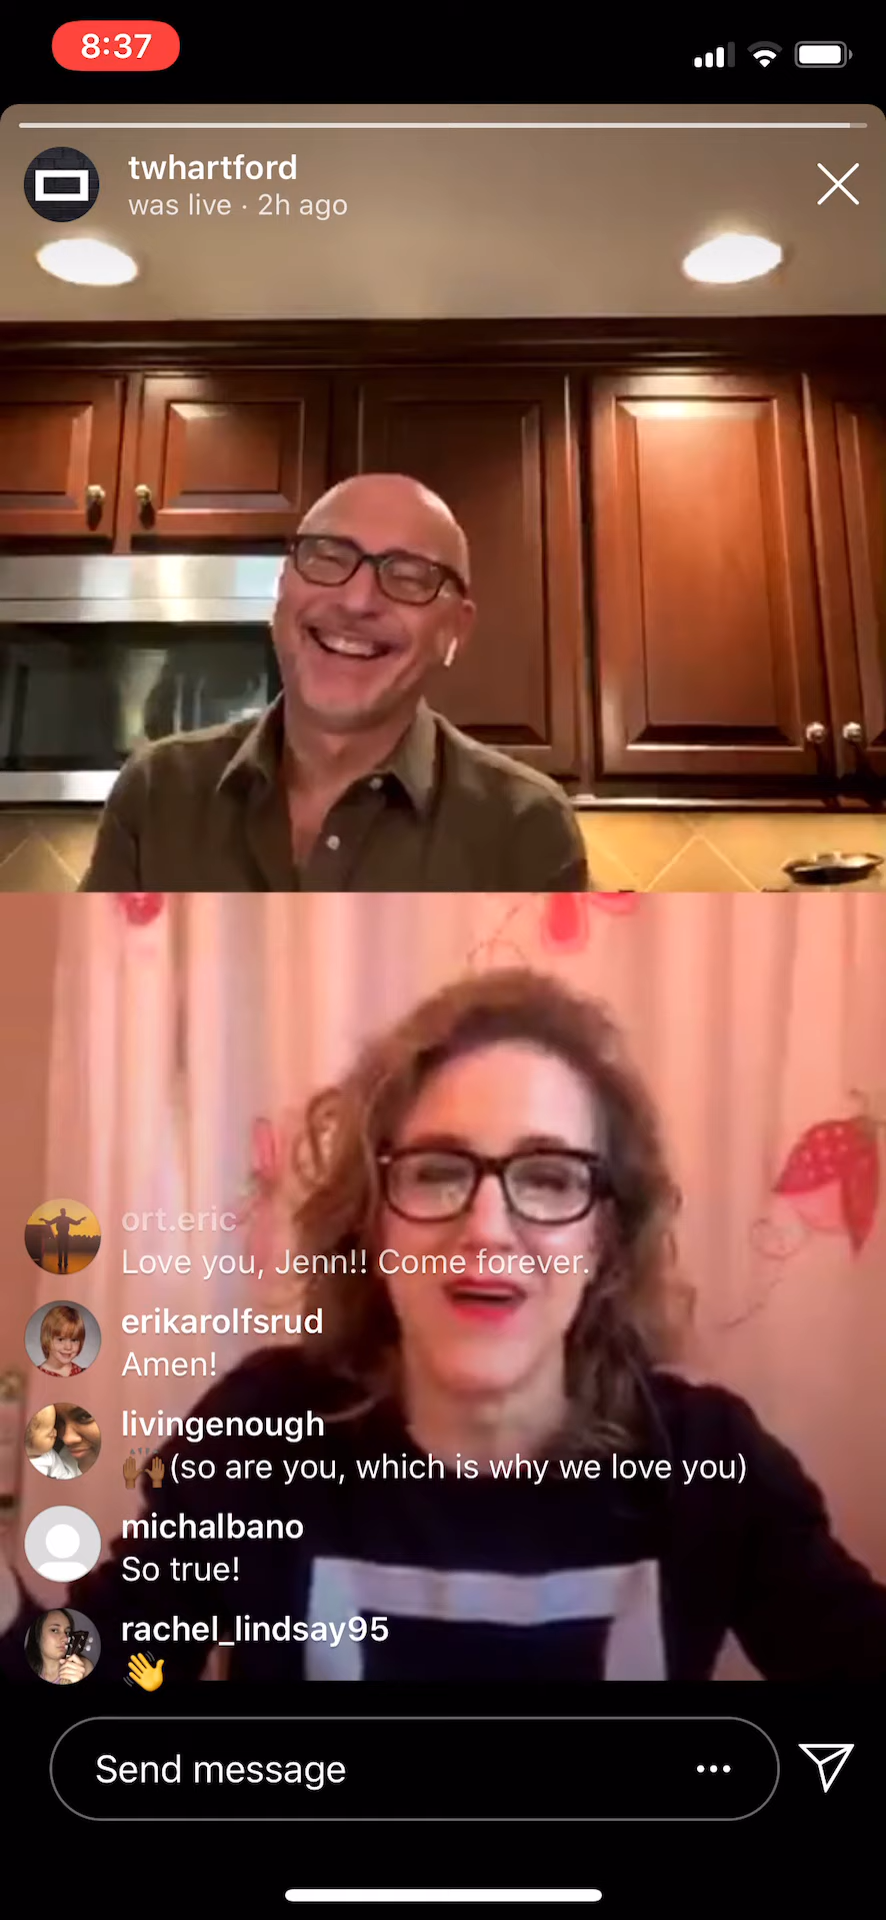 8:37
twhartford
was live · 2h ago
ort.eric
Love you, Jenn!! Come forever.
erikarolfsrud
Amen!
livingenough
🙌🏾(so are you, which is why we love you)
michalbano
So true!
rachel_lindsay95
👋
Send message